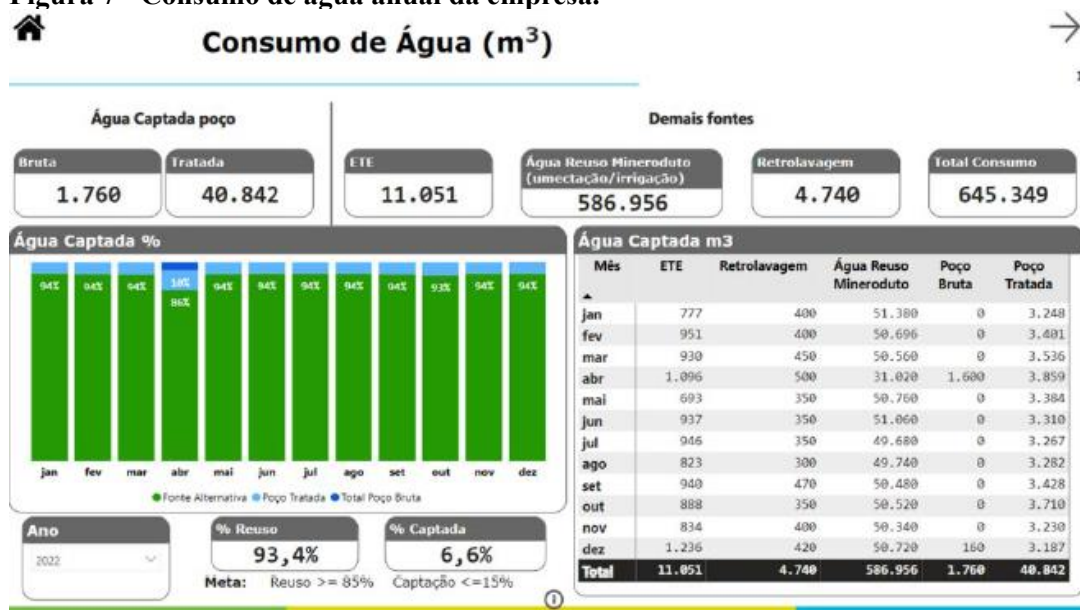 Figura 7 - Consumo de água anual da empresa.
Consumo de Água (m³)
Água Captada poço
Demais fontes
Bruta
1.760
Tratada
40.842
ETE
11.051
Água Reuso Mineroduto
(umectação/irrigação)
586.956
Retrolavagem
4.740
Total Consumo
645.349
Água Captada %
94% 94% 94% 10% 94% 94% 94% 94% 94% 93% 94% 94%
86%
jan fev mar abr mai jun jul ago set out nov dez
Fonte Alternativa Poço Tratada Total Poço Bruta
Ano
2022
% Reuso
93,4%
% Captada
6,6%
Meta: Reuso >= 85% Captação <=15%
Água Captada m3
Mês ETE Retrolavagem Água Reuso Poço Poço
Mineroduto Bruta Tratada
jan 777 400 51.380 0 3.248
fev 951 400 50.696 0 3.401
mar 930 450 50.560 0 3.536
abr 1.096 500 31.020 1.600 3.859
mai 693 350 50.760 0 3.384
jun 937 350 51.060 0 3.310
jul 946 350 49.680 0 3.267
ago 823 300 49.740 0 3.282
set 940 470 50.480 0 3.428
out 888 350 50.520 0 3.710
nov 834 400 50.340 0 3.230
dez 1.236 420 50.720 160 3.187
Total 11.051 4.740 586.956 1.760 40.842